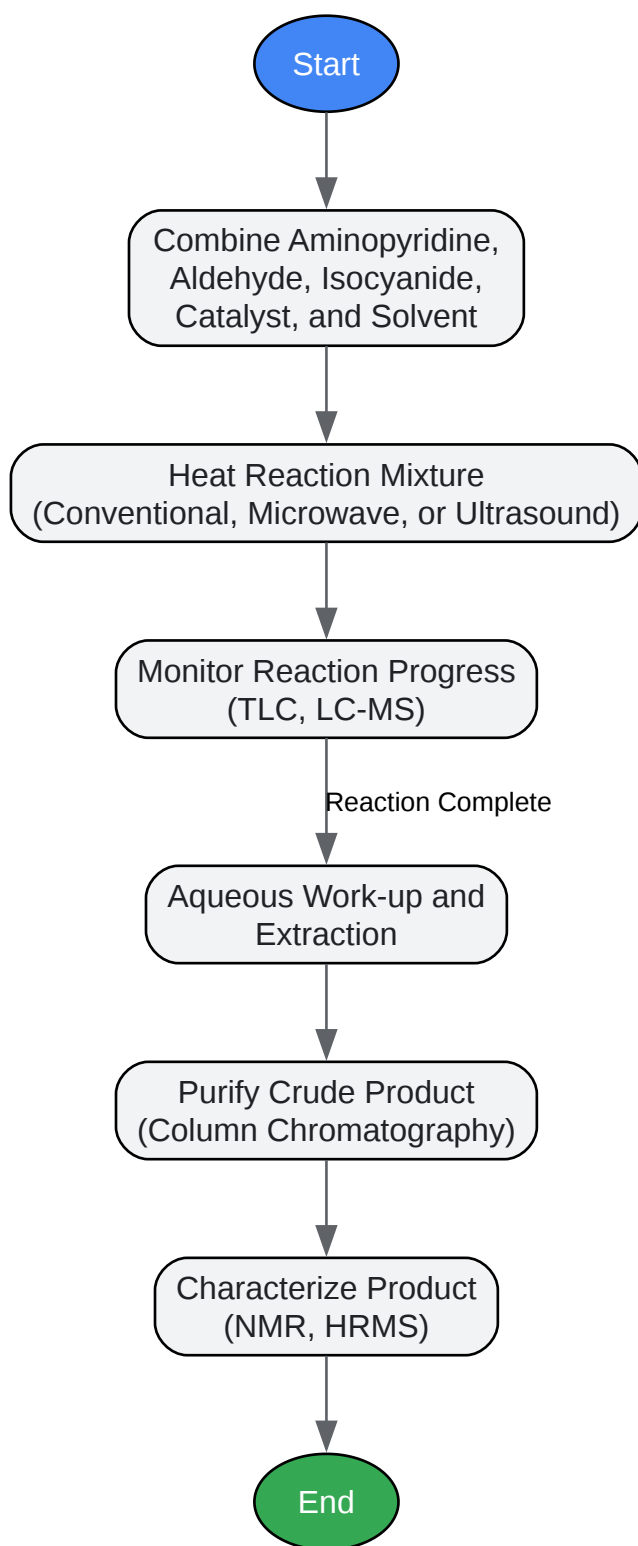 Start
Combine Aminopyridine,
Aldehyde, Isocyanide,
Catalyst, and Solvent
Heat Reaction Mixture
(Conventional, Microwave, or Ultrasound)
Monitor Reaction Progress
(TLC, LC-MS)
Reaction Complete
Aqueous Work-up and
Extraction
Purify Crude Product
(Column Chromatography)
Characterize Product
(NMR, HRMS)
End